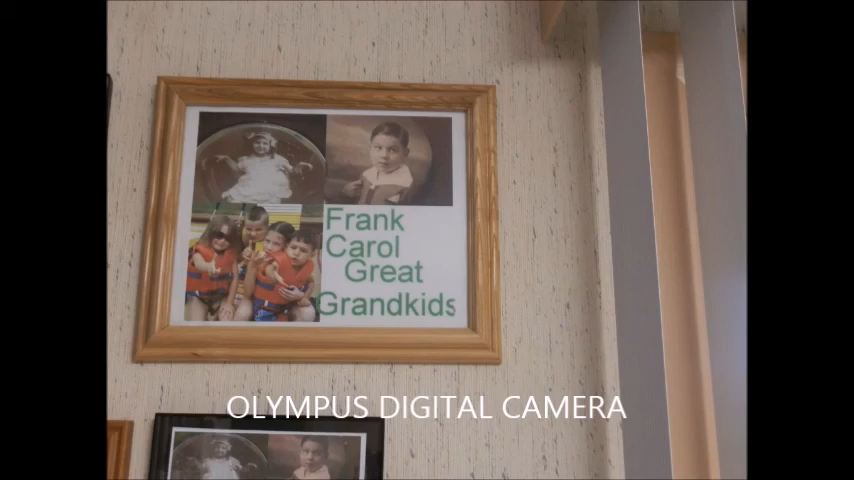 Frank
Carol
Great
Grandkids
OLYMPUS DIGITAL CAMERA